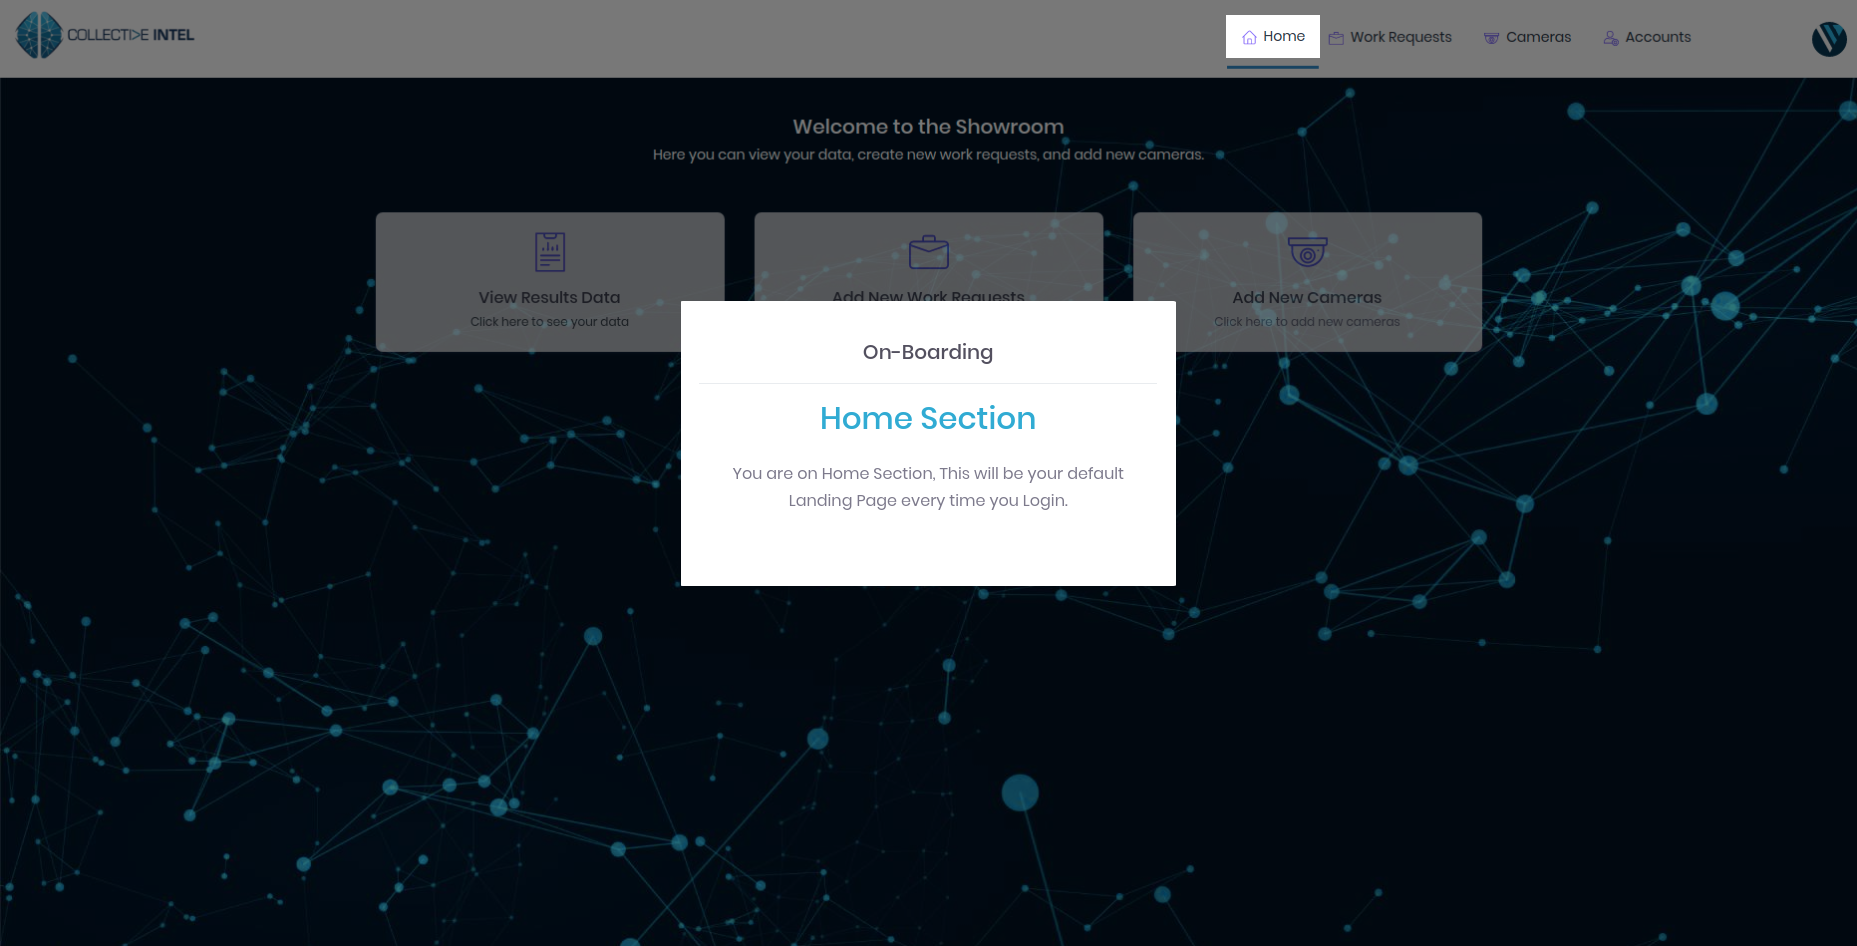 COLLECTIVE INTEL
Home
Work Requests
Cameras
Accounts
Welcome to the Showroom
Here you can view your data, create new work requests, and add new cameras.
View Results Data
Click here to see your data
Add New Work Requests
Add New Cameras
Click here to add new cameras
On-Boarding
Home Section
You are on Home Section, This will be your default
Landing Page every time you Login.